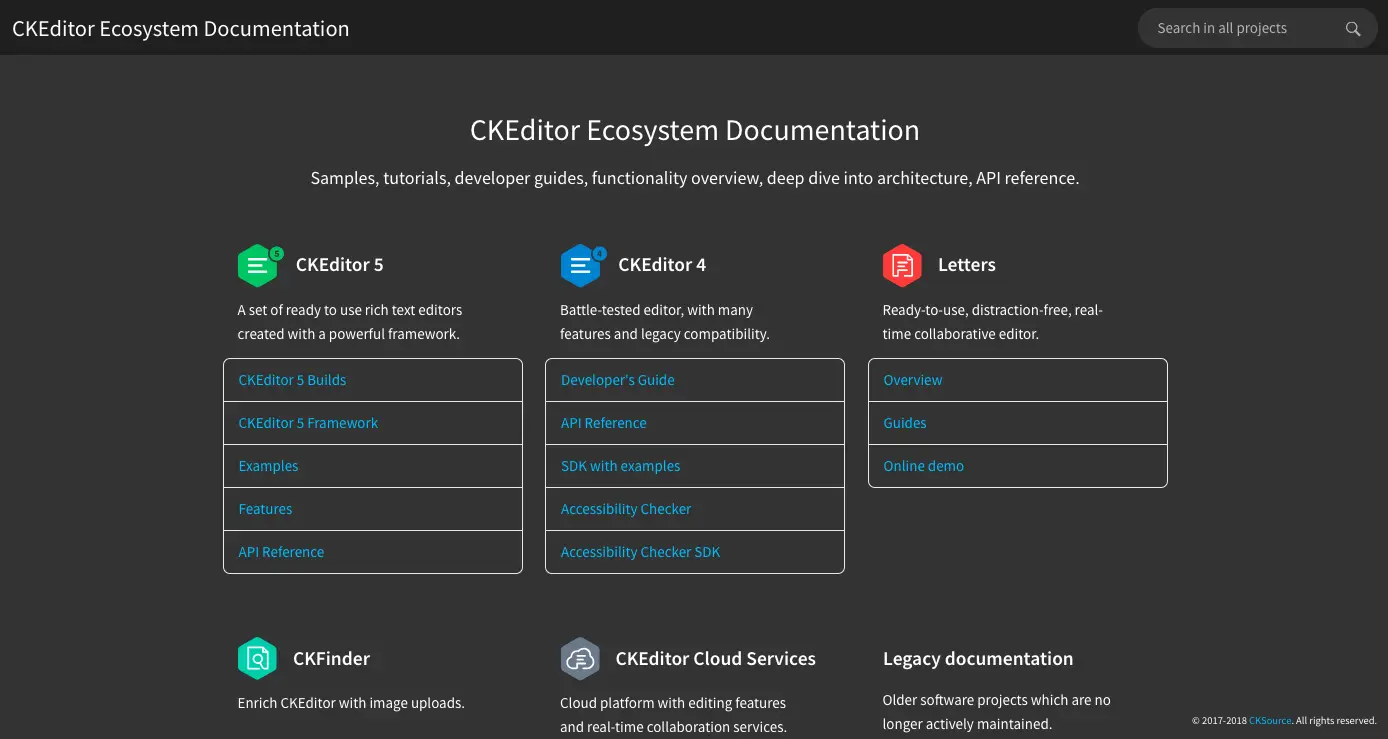 CKEditor Ecosystem Documentation
Search in all projects
CKEditor Ecosystem Documentation
Samples, tutorials, developer guides, functionality overview, deep dive into architecture, API reference.
5
CKEditor 5
A set of ready to use rich text editors
created with a powerful framework.
CKEditor 5 Builds
CKEditor 5 Framework
Examples
Features
API Reference
4
CKEditor 4
Battle-tested editor, with many
features and legacy compatibility.
Developer's Guide
API Reference
SDK with examples
Accessibility Checker
Accessibility Checker SDK
Letters
Ready-to-use, distraction-free, real-
time collaborative editor.
Overview
Guides
Online demo
CKFinder
Enrich CKEditor with image uploads.
CKEditor Cloud Services
Cloud platform with editing features
and real-time collaboration services.
Legacy documentation
Older software projects which are no
longer actively maintained.
© 2017-2018 CKSource. All rights reserved.